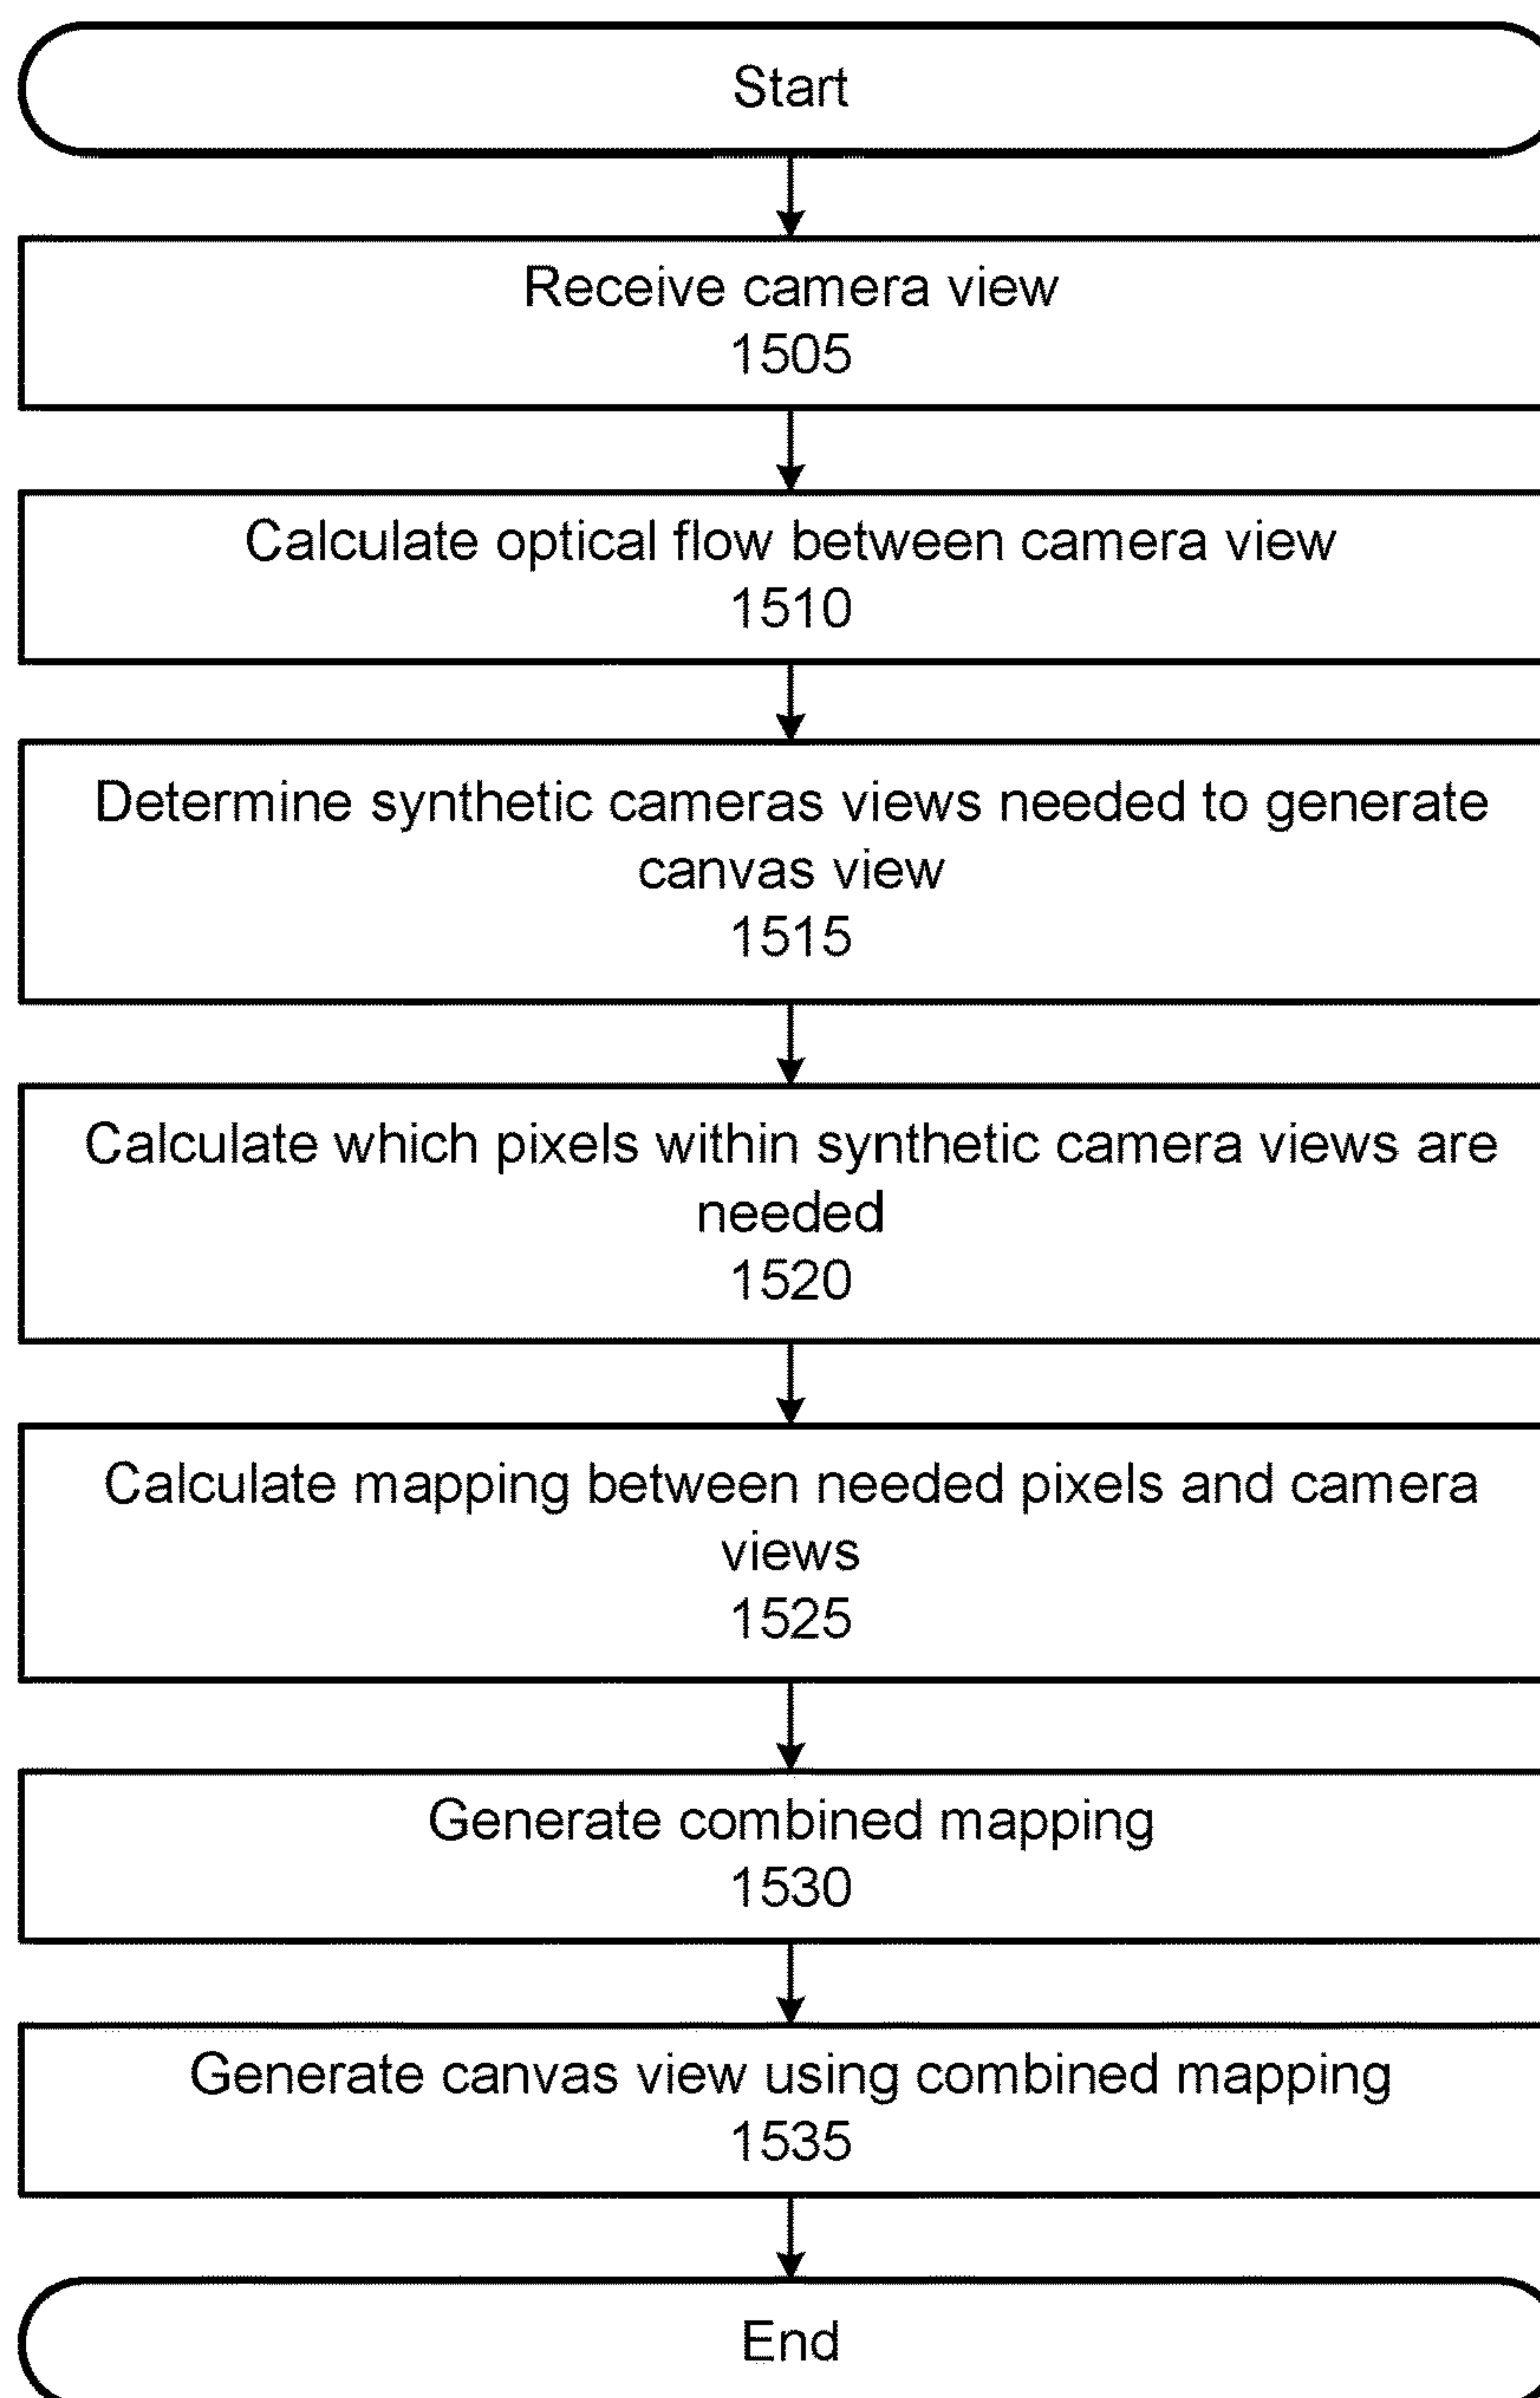 Start
Receive camera view
1505
Calculate optical flow between camera view
1510
Determine synthetic cameras views needed to generate
canvas view
1515
Calculate which pixels within synthetic camera views are
needed
1520
Calculate mapping between needed pixels and camera
views
1525
Generate combined mapping
1530
Generate canvas view using combined mapping
1535
End